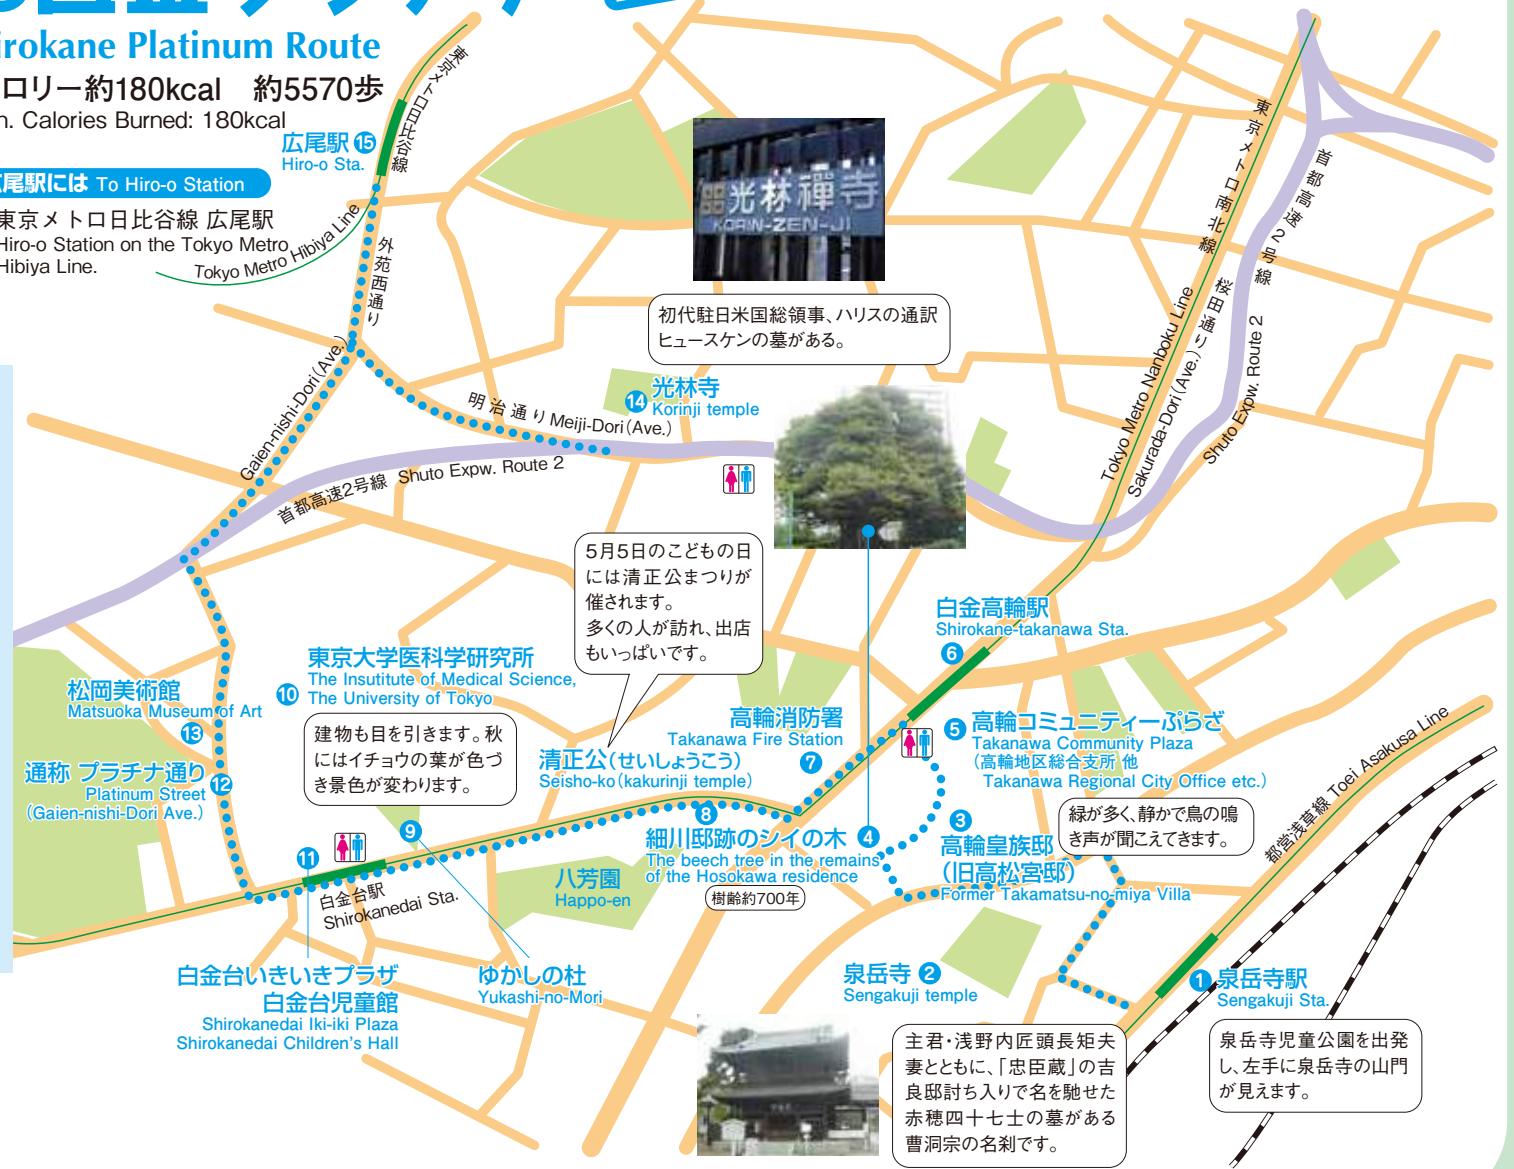 irokane Platinum Route
ロリー約180kcal 約5570歩
n. Calories Burned: 180kcal
広尾駅 15
Hiro-o Sta.
尾駅には To Hiro-o Station
東京メトロ日比谷線 広尾駅
Hiro-o Station on the Tokyo Metro
Hibiya Line.
東京メトロ日比谷線
Tokyo Metro Hibiya Line
外苑西通り
Gaien-nishi-Dori(Ave.)
光林禅寺
KORIN-ZEN-JI
初代駐日米国総領事、ハリスの通訳
ヒュースケンの墓がある。
14 光林寺
Korinji temple
明治通り Meiji-Dori(Ave.)
首都高速2号線 Shuto Expw. Route 2
東京メトロ南北線
Tokyo Metro Nanboku Line
桜田通り
Sakurada-Dori(Ave.)
首都高速2号線
Shuto Expw. Route 2
5月5日のこどもの日
には清正公まつりが
催されます。
多くの人が訪れ、出店
もいっぱいです。
白金高輪駅
Shirokane-takanawa Sta.
6
東京大学医科学研究所
The Insutitute of Medical Science,
10 The University of Tokyo
建物も目を引きます。秋
にはイチョウの葉が色づ
き景色が変わります。
松岡美術館
Matsuoka Museum of Art
13
通称 プラチナ通り 12
Platinum Street
(Gaien-nishi-Dori Ave.)
清正公(せいしょうこう)
Seisho-ko(kakurinji temple)
8
高輪消防署
Takanawa Fire Station
7
5 高輪コミュニティーぷらざ
Takanawa Community Plaza
(高輪地区総合支所 他
Takanawa Regional City Office etc.)
都営浅草線 Toei Asakusa Line
緑が多く、静かで鳥の鳴
き声が聞こえてきます。
3
高輪皇族邸
(旧高松宮邸)
Former Takamatsu-no-miya Villa
細川邸跡のシイの木 4
The beech tree in the remains
of the Hosokawa residence
樹齢約700年
八芳園
Happo-en
9
11
白金台駅
Shirokanedai Sta.
白金台いきいきプラザ
白金台児童館
Shirokanedai Iki-iki Plaza
Shirokanedai Children's Hall
ゆかしの杜
Yukashi-no-Mori
泉岳寺 2
Sengakuji temple
1 泉岳寺駅
Sengakuji Sta.
主君・浅野内匠頭長矩夫
妻とともに、「忠臣蔵」の吉
良邸討ち入りで名を馳せた
赤穂四十七士の墓がある
曹洞宗の名刹です。
泉岳寺児童公園を出発
し、左手に泉岳寺の山門
が見えます。